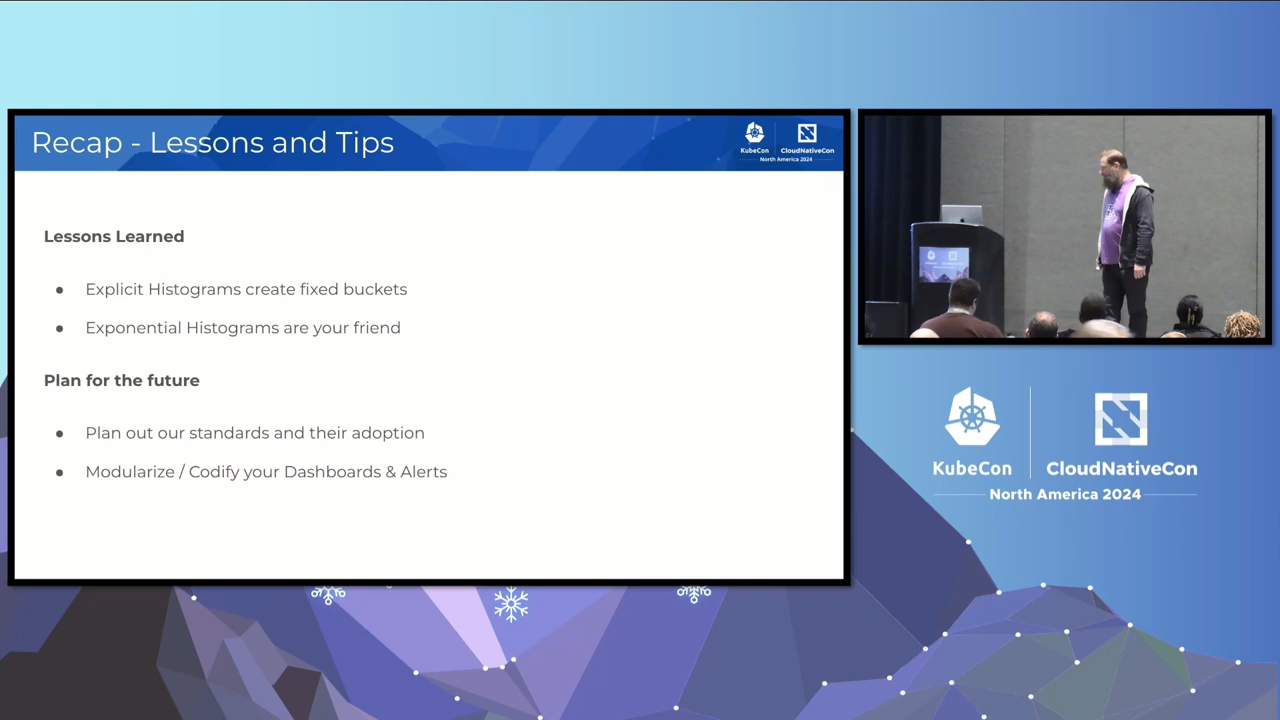 Recap - Lessons and Tips
KubeCon
CloudNativeCon
North America 2024
Lessons Learned
● Explicit Histograms create fixed buckets
● Exponential Histograms are your friend
Plan for the future
● Plan out our standards and their adoption
● Modularize / Codify your Dashboards & Alerts
KubeCon
CloudNativeCon
North America 2024